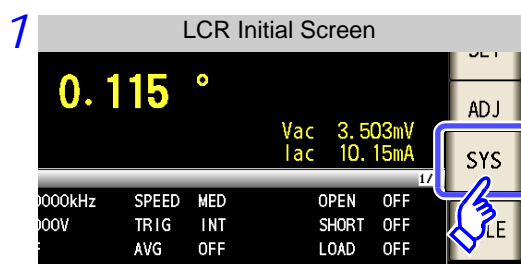 1 LCR Initial Screen
0.115 °
ADJ
Vac 3.503mV
Iac 10.15mA
SYS
1/
0000kHz SPEED MED OPEN OFF
000V TRIG INT SHORT OFF
AVG OFF LOAD OFF